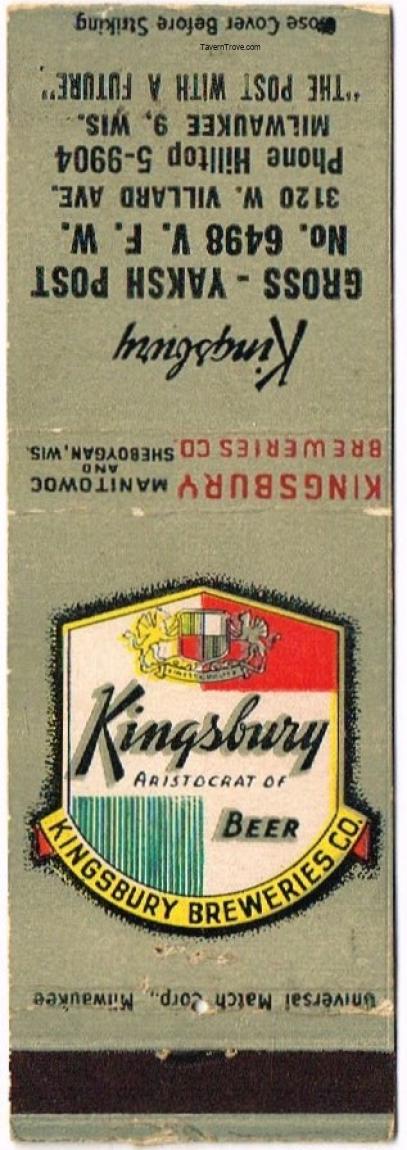 Close Cover Before Striking
TavernTrove.com
"THE POST WITH A FUTURE"
MILWAUKEE 9, WIS.
Phone Hilltop 5-9904
3120 W. VILLARD AVE.
No. 6498 V. F. W.
GROSS - YAKSH POST
Kingsbury
KINGSBURY
BREWERIES CO.
MANITOWOC
AND
SHEBOYGAN, WIS.
Kingsbury
ARISTOCRAT OF
BEER
KINGSBURY BREWERIES CO.
Universal Match Corp., Milwaukee